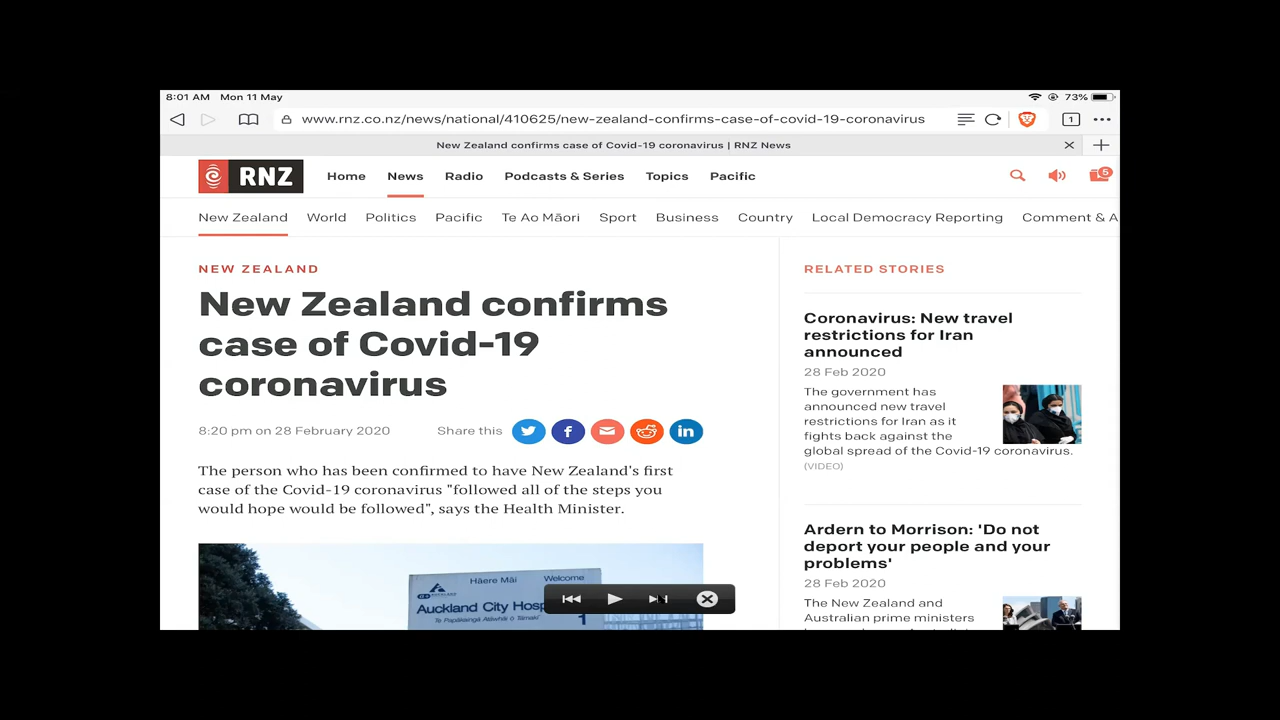 8:01 AM Mon 11 May
73%
www.rnz.co.nz/news/national/410625/new-zealand-confirms-case-of-covid-19-coronavirus
1
New Zealand confirms case of Covid-19 coronavirus | RNZ News
RNZ
Home News Radio Podcasts & Series Topics Pacific
5
New Zealand World Politics Pacific Te Ao Māori Sport Business Country Local Democracy Reporting Comment & A
NEW ZEALAND
New Zealand confirms
case of Covid-19
coronavirus
8:20 pm on 28 February 2020
Share this
The person who has been confirmed to have New Zealand's first
case of the Covid-19 coronavirus "followed all of the steps you
would hope would be followed", says the Health Minister.
Haere Mai Welcome
Auckland City Hosp
1
RELATED STORIES
Coronavirus: New travel
restrictions for Iran
announced
28 Feb 2020
The government has
announced new travel
restrictions for Iran as it
fights back against the
global spread of the Covid-19 coronavirus.
(VIDEO)
Ardern to Morrison: 'Do not
deport your people and your
problems'
28 Feb 2020
The New Zealand and
Australian prime ministers